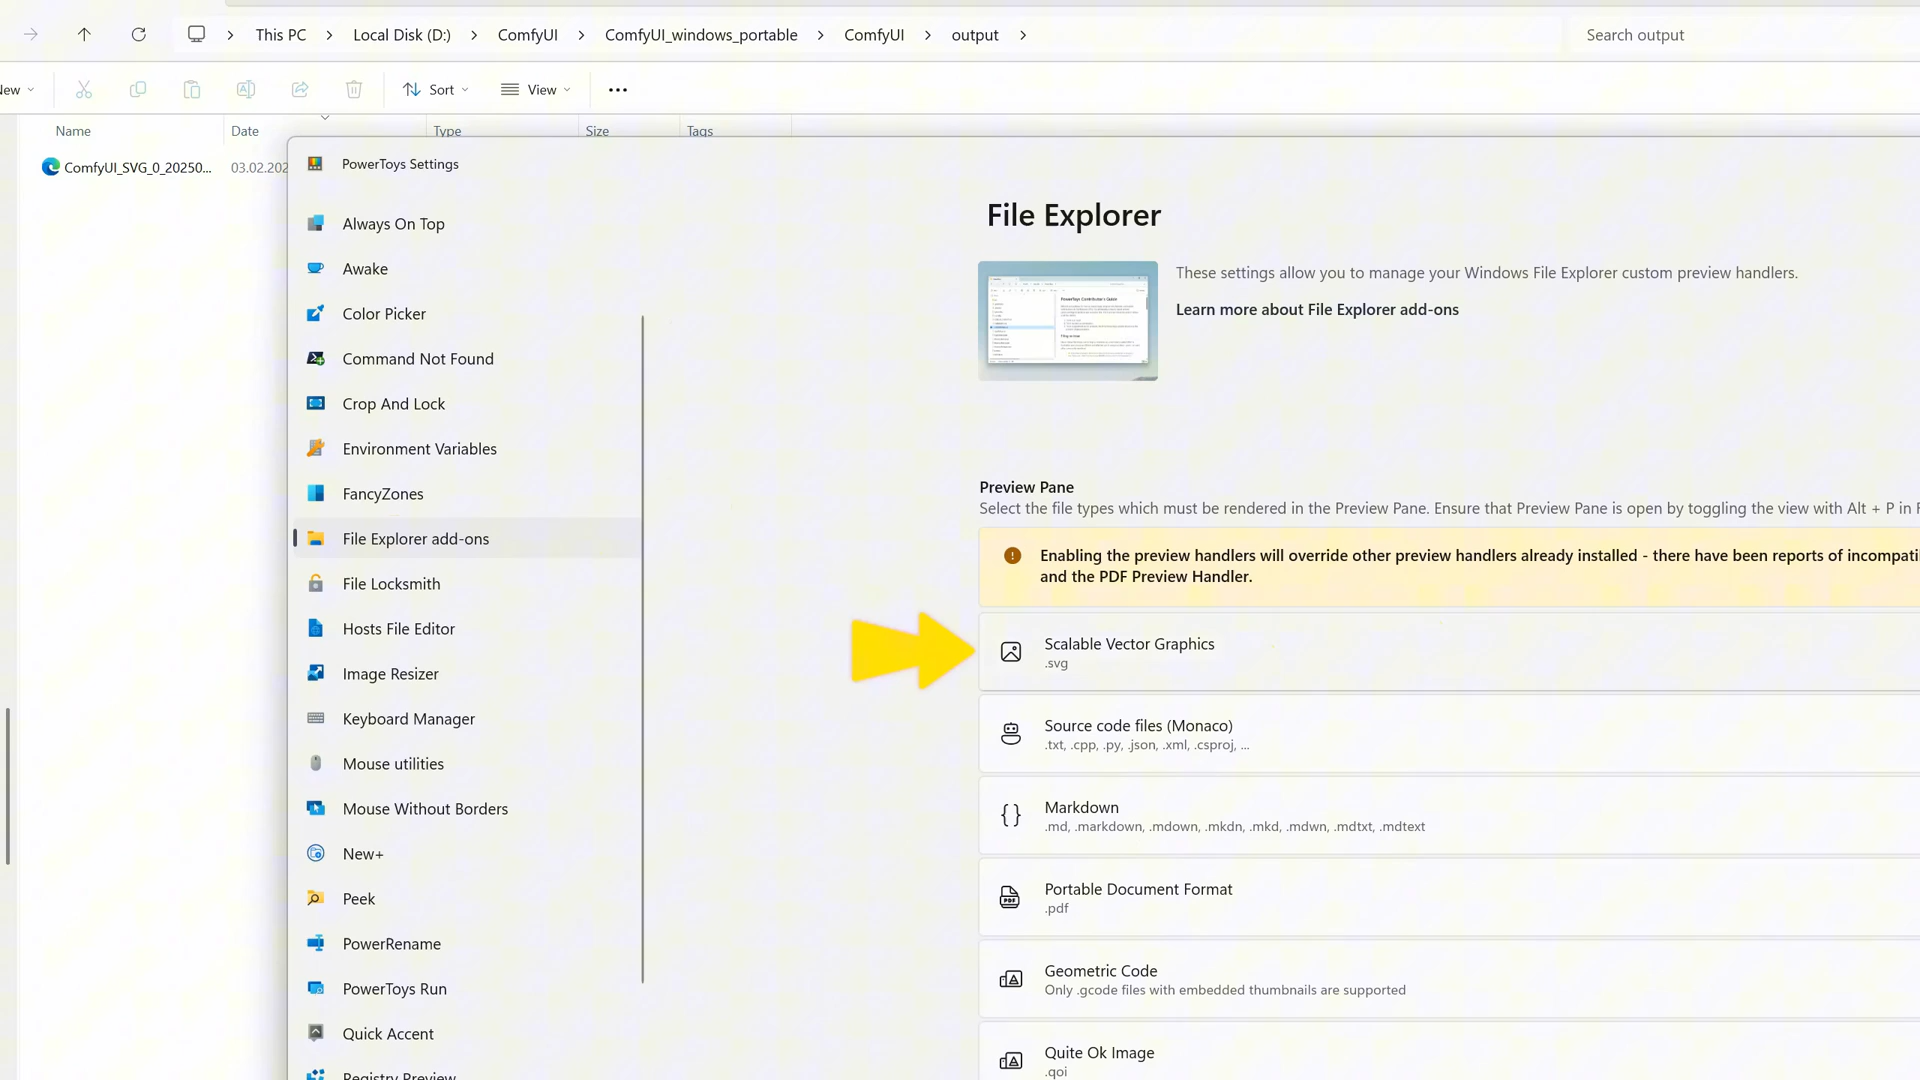 This PC
Local Disk (D:)
ComfyUI
ComfyUI_windows_portable
ComfyUI
output
Search output
Sort
View
Name
Date
Type
Size
Tags
ComfyUI_SVG_0_20250...
03.02.202
PowerToys Settings
Always On Top
Awake
Color Picker
Command Not Found
Crop And Lock
Environment Variables
FancyZones
File Explorer add-ons
File Locksmith
Hosts File Editor
Image Resizer
Keyboard Manager
Mouse utilities
Mouse Without Borders
New+
Peek
PowerRename
PowerToys Run
Quick Accent
Registry Preview
File Explorer
These settings allow you to manage your Windows File Explorer custom preview handlers.
Learn more about File Explorer add-ons
Preview Pane
Select the file types which must be rendered in the Preview Pane. Ensure that Preview Pane is open by toggling the view with Alt + P in F
Enabling the preview handlers will override other preview handlers already installed - there have been reports of incompati
and the PDF Preview Handler.
Scalable Vector Graphics
.svg
Source code files (Monaco)
.txt, .cpp, .py, .json, .xml, .csproj, ...
Markdown
.md, .markdown, .mdown, .mkdn, .mkd, .mdwn, .mdtxt, .mdtext
Portable Document Format
.pdf
Geometric Code
Only .gcode files with embedded thumbnails are supported
Quite Ok Image
.qoi